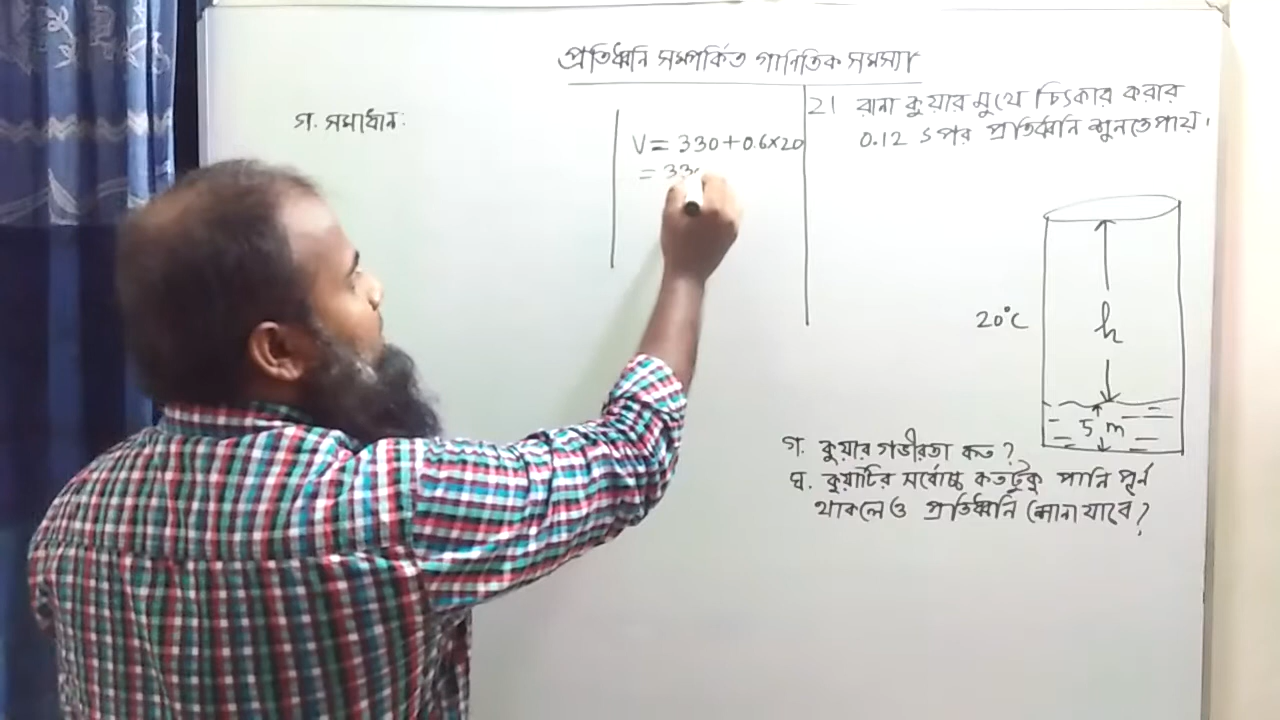 প্রতিধ্বনি সম্পর্কিত গাণিতিক সমস্যা
গ. সমাধান:
V = 330 + 0.6×20
= 33
2। রানা কুয়ার মুখে চিৎকার করার
0.12 s পর প্রতিধ্বনি শুনতে পায়।
20°C
h
5 m
গ. কুয়ার গভীরতা কত?
ঘ. কুয়াটির সর্বোচ্চ কতটুকু পানি পূর্ন
থাকলেও প্রতিধ্বনি শোনা যাবে?